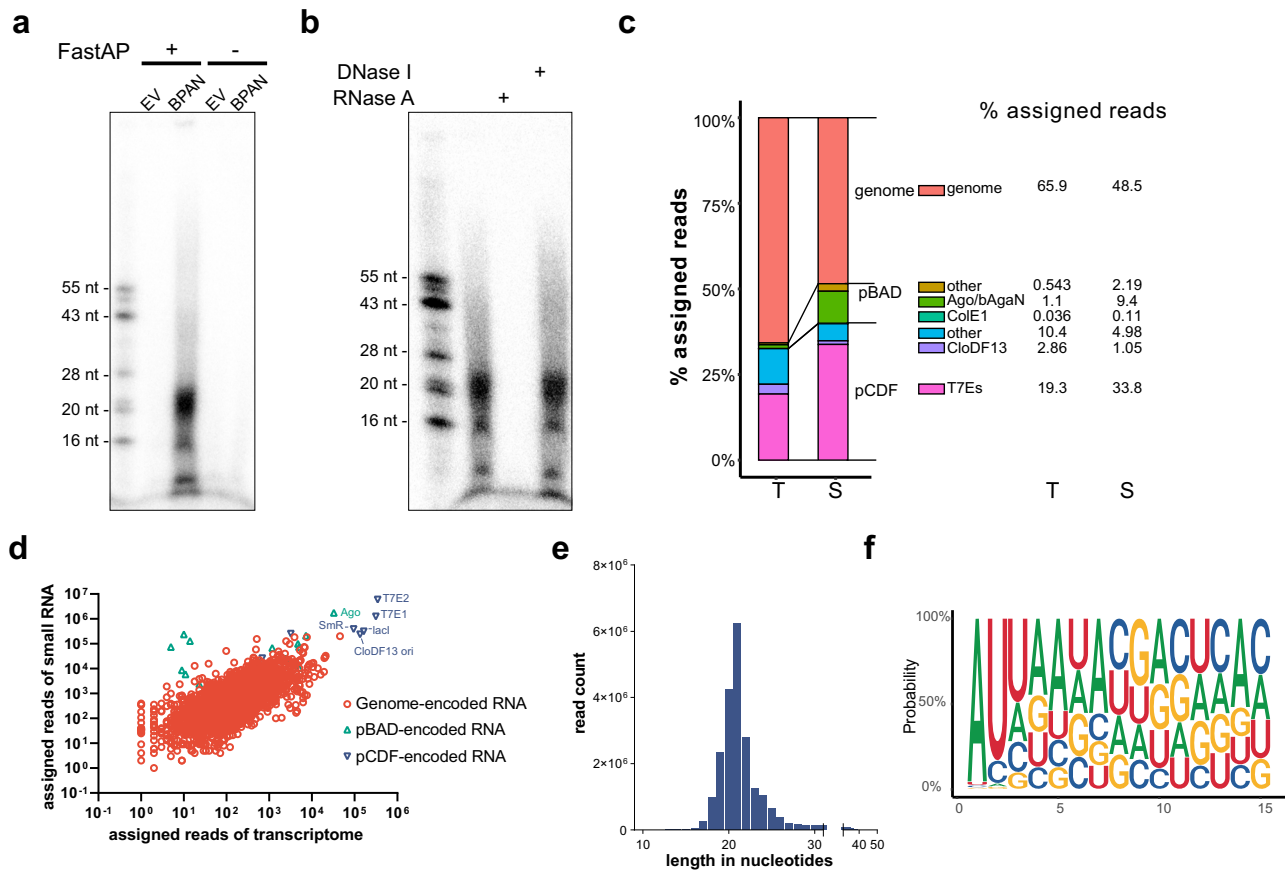 a
FastAP
+
-
EV
BPAN
EV
BPAN
55 nt -
43 nt -
28 nt -
20 nt -
16 nt -
b
DNase I
+
RNase A
+
55 nt -
43 nt -
28 nt -
20 nt -
16 nt -
c
% assigned reads
% assigned reads
100%
75%
50%
25%
0%
T
S
genome
pBAD
pCDF
genome 65.9 48.5
other 0.543 2.19
Ago/bAgaN 1.1 9.4
ColE1 0.036 0.11
other 10.4 4.98
CloDF13 2.86 1.05
T7Es 19.3 33.8
T S
d
assigned reads of small RNA
10⁷
10⁶
10⁵
10⁴
10³
10²
10¹
10⁰
10⁻¹
10⁻¹ 10⁰ 10¹ 10² 10³ 10⁴ 10⁵ 10⁶
assigned reads of transcriptome
T7E2
Ago
T7E1
SmR
lacI
CloDF13 ori
Genome-encoded RNA
pBAD-encoded RNA
pCDF-encoded RNA
e
read count
8×10⁶
6×10⁶
4×10⁶
2×10⁶
0
10 20 30 40 50
length in nucleotides
f
Probability
100%
50%
0%
0 5 10 15